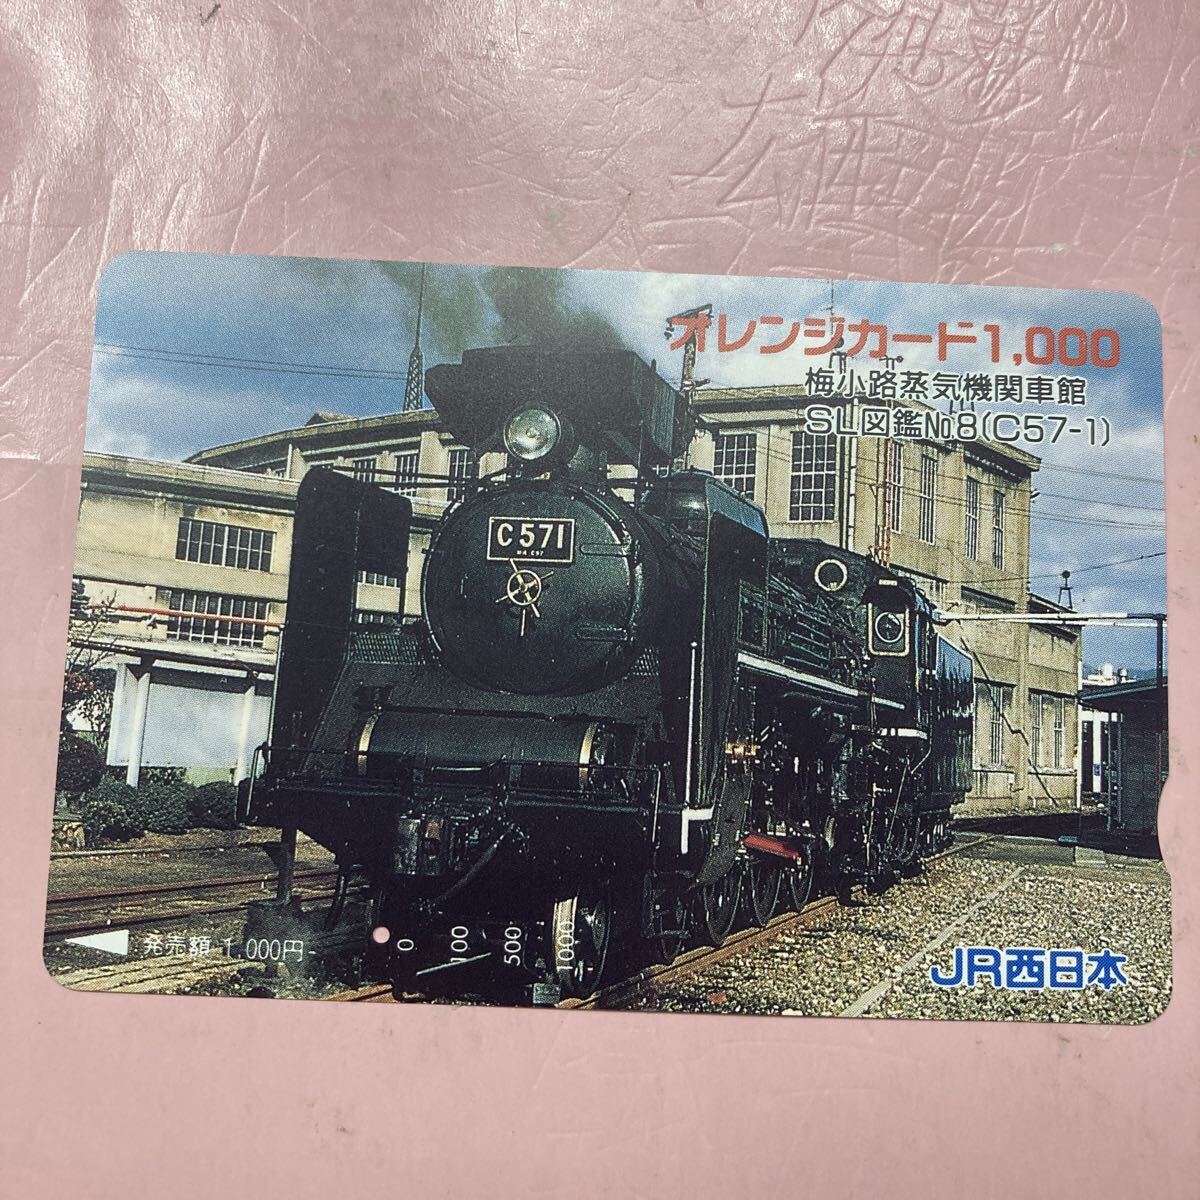 オレンジカード1,000
梅小路蒸気機関車館
SL図鑑№8(C57-1)
C571
発売額 1,000円
0
100
500
1000
JR西日本